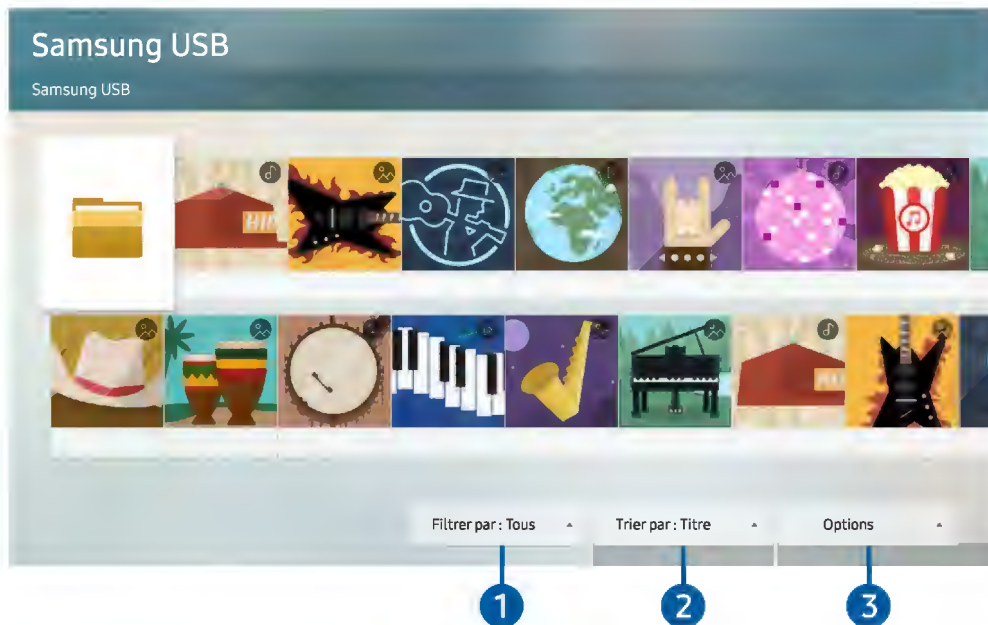 Samsung USB
Samsung USB
Filtrer par : Tous
Trier par : Titre
Options
1
2
3